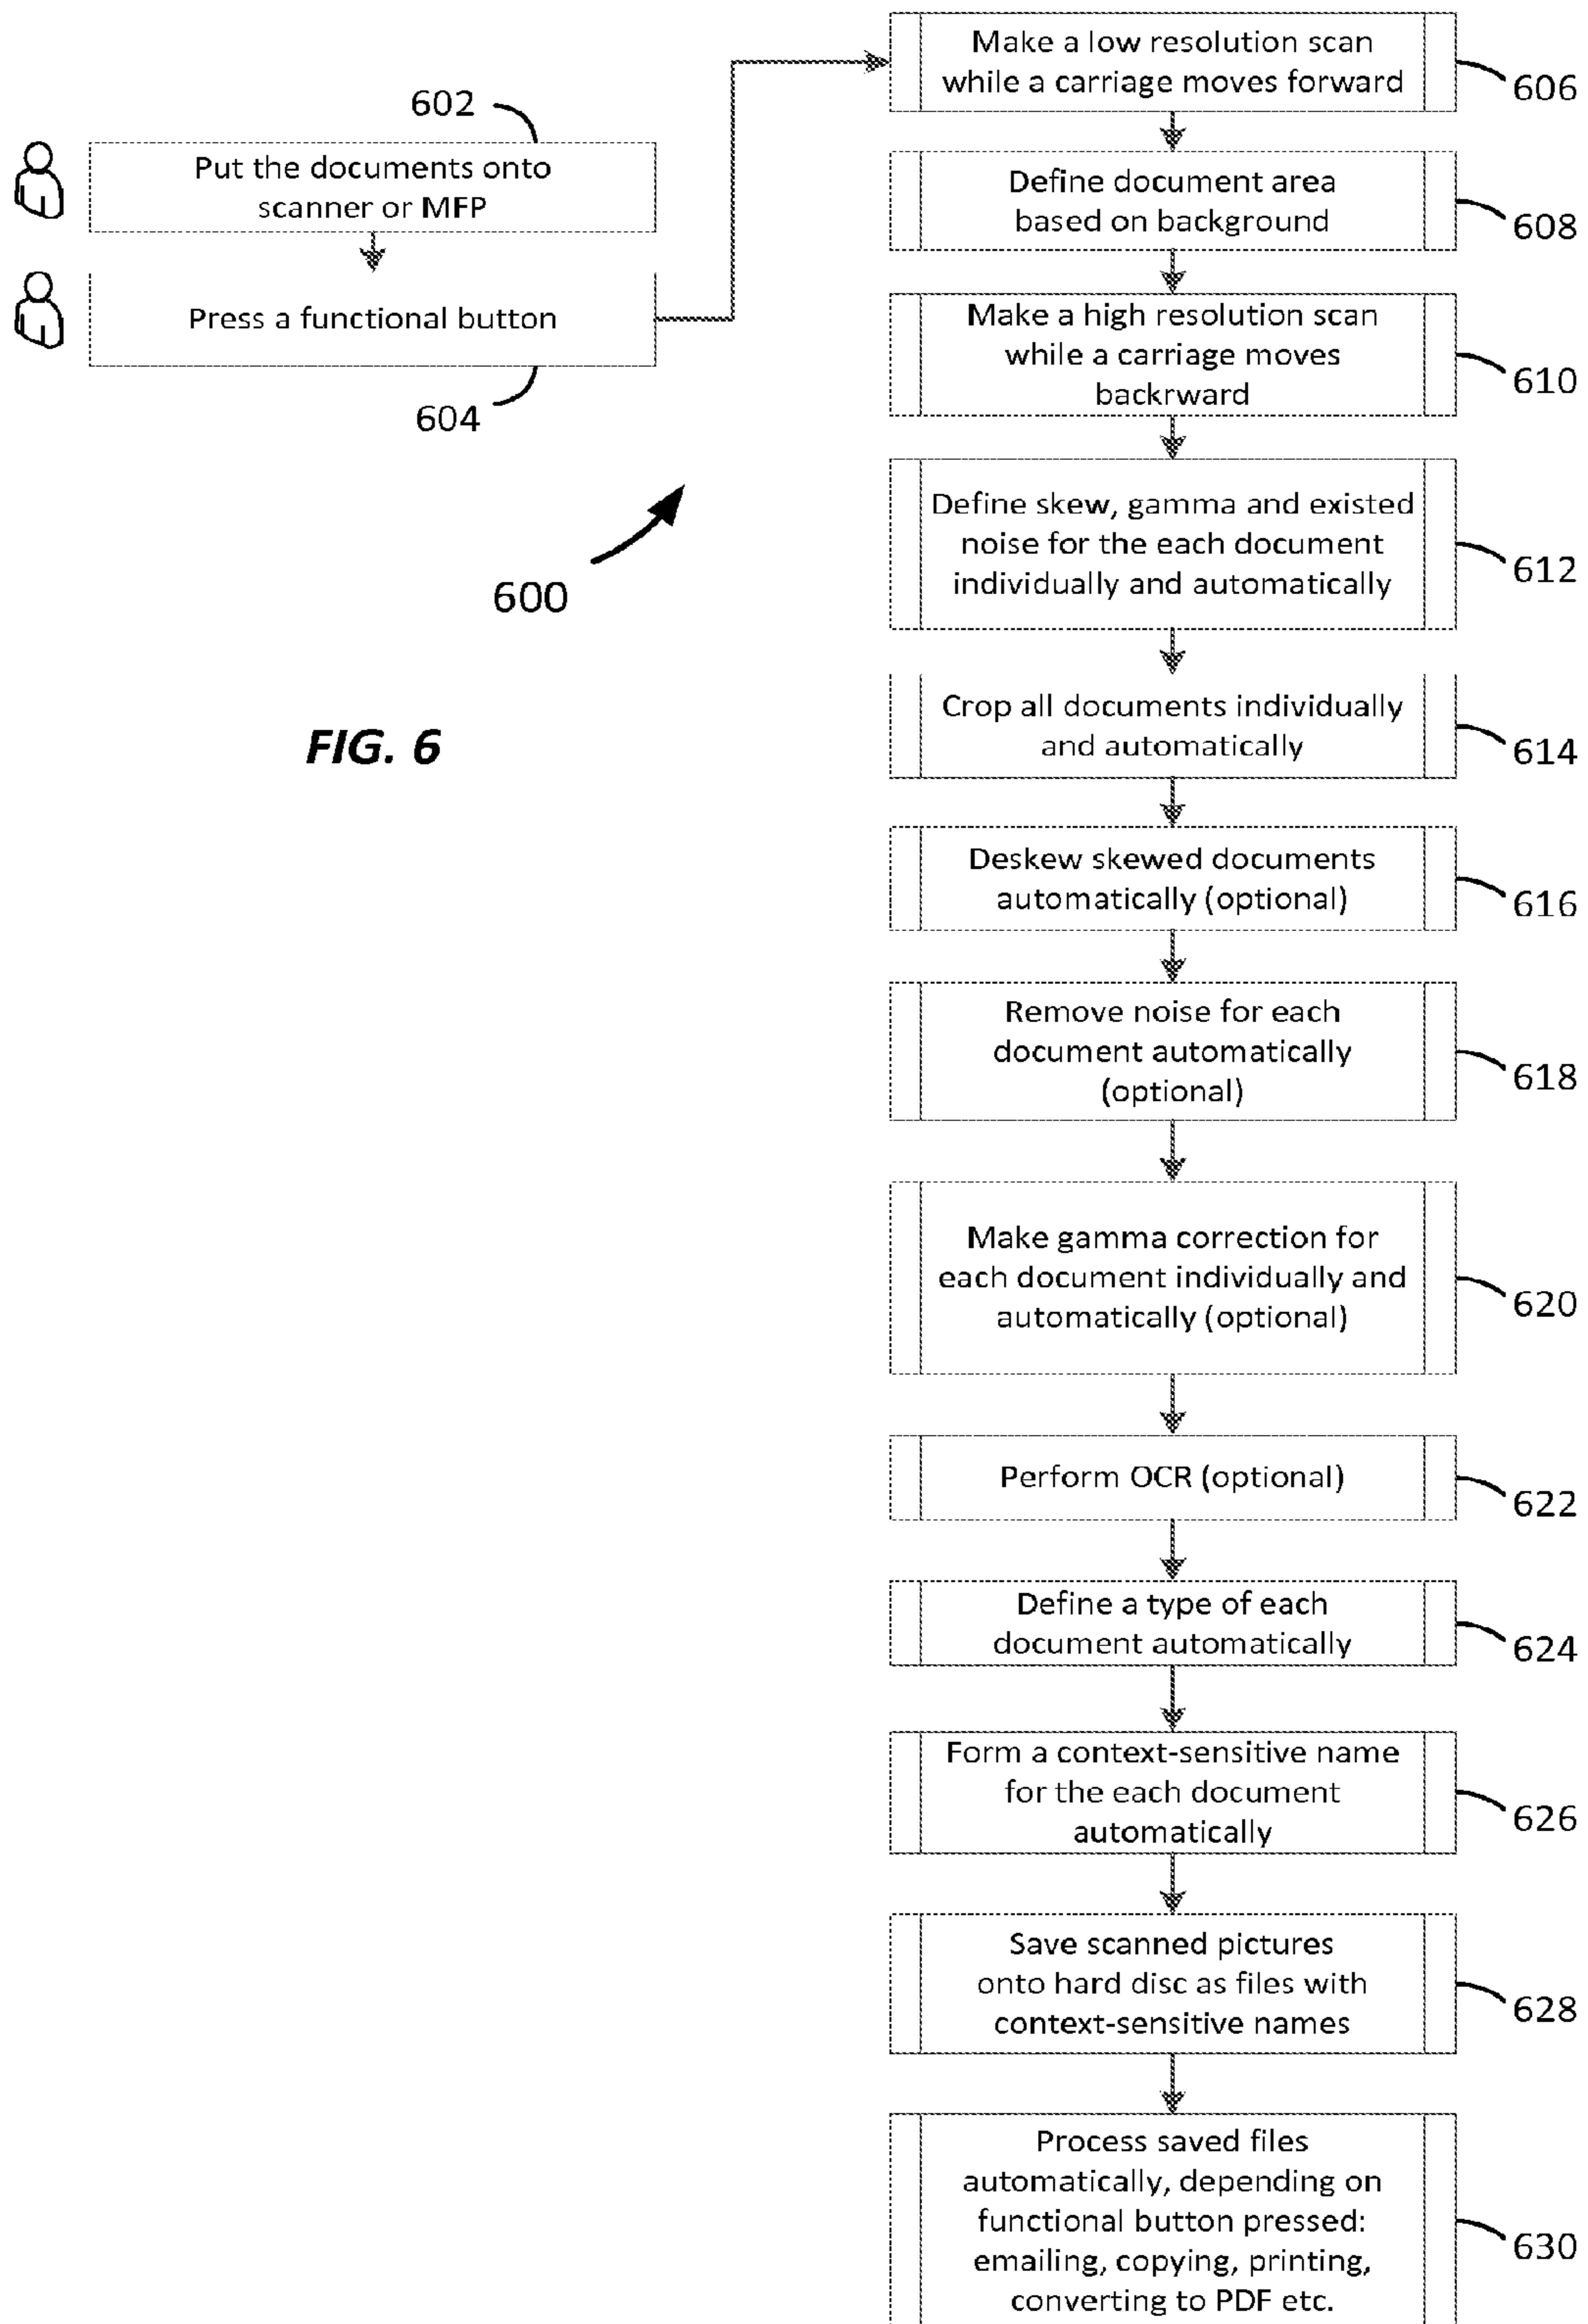 602
Put the documents onto
scanner or MFP
Press a functional button
604
600
FIG. 6
Make a low resolution scan
while a carriage moves forward
606
Define document area
based on background
608
Make a high resolution scan
while a carriage moves
backrward
610
Define skew, gamma and existed
noise for the each document
individually and automatically
612
Crop all documents individually
and automatically
614
Deskew skewed documents
automatically (optional)
616
Remove noise for each
document automatically
(optional)
618
Make gamma correction for
each document individually and
automatically (optional)
620
Perform OCR (optional)
622
Define a type of each
document automatically
624
Form a context-sensitive name
for the each document
automatically
626
Save scanned pictures
onto hard disc as files with
context-sensitive names
628
Process saved files
automatically, depending on
functional button pressed:
emailing, copying, printing,
converting to PDF etc.
630